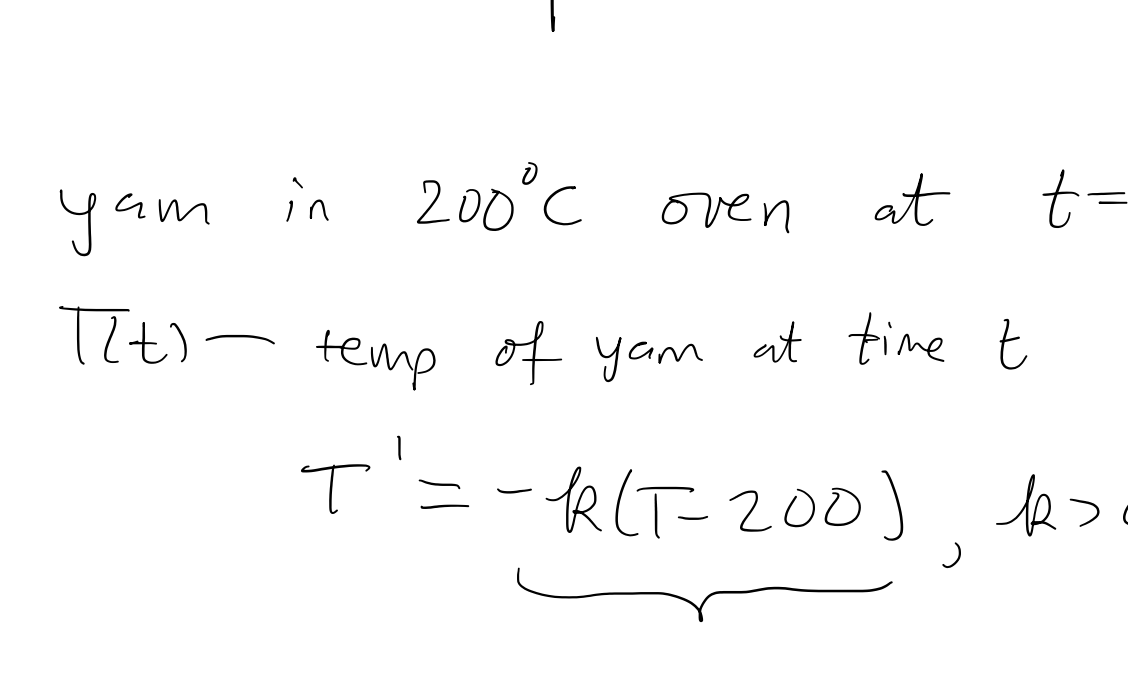 yam in 200°C oven at t=
T(t) — temp of yam at time t
T' = -k(T-200), k>